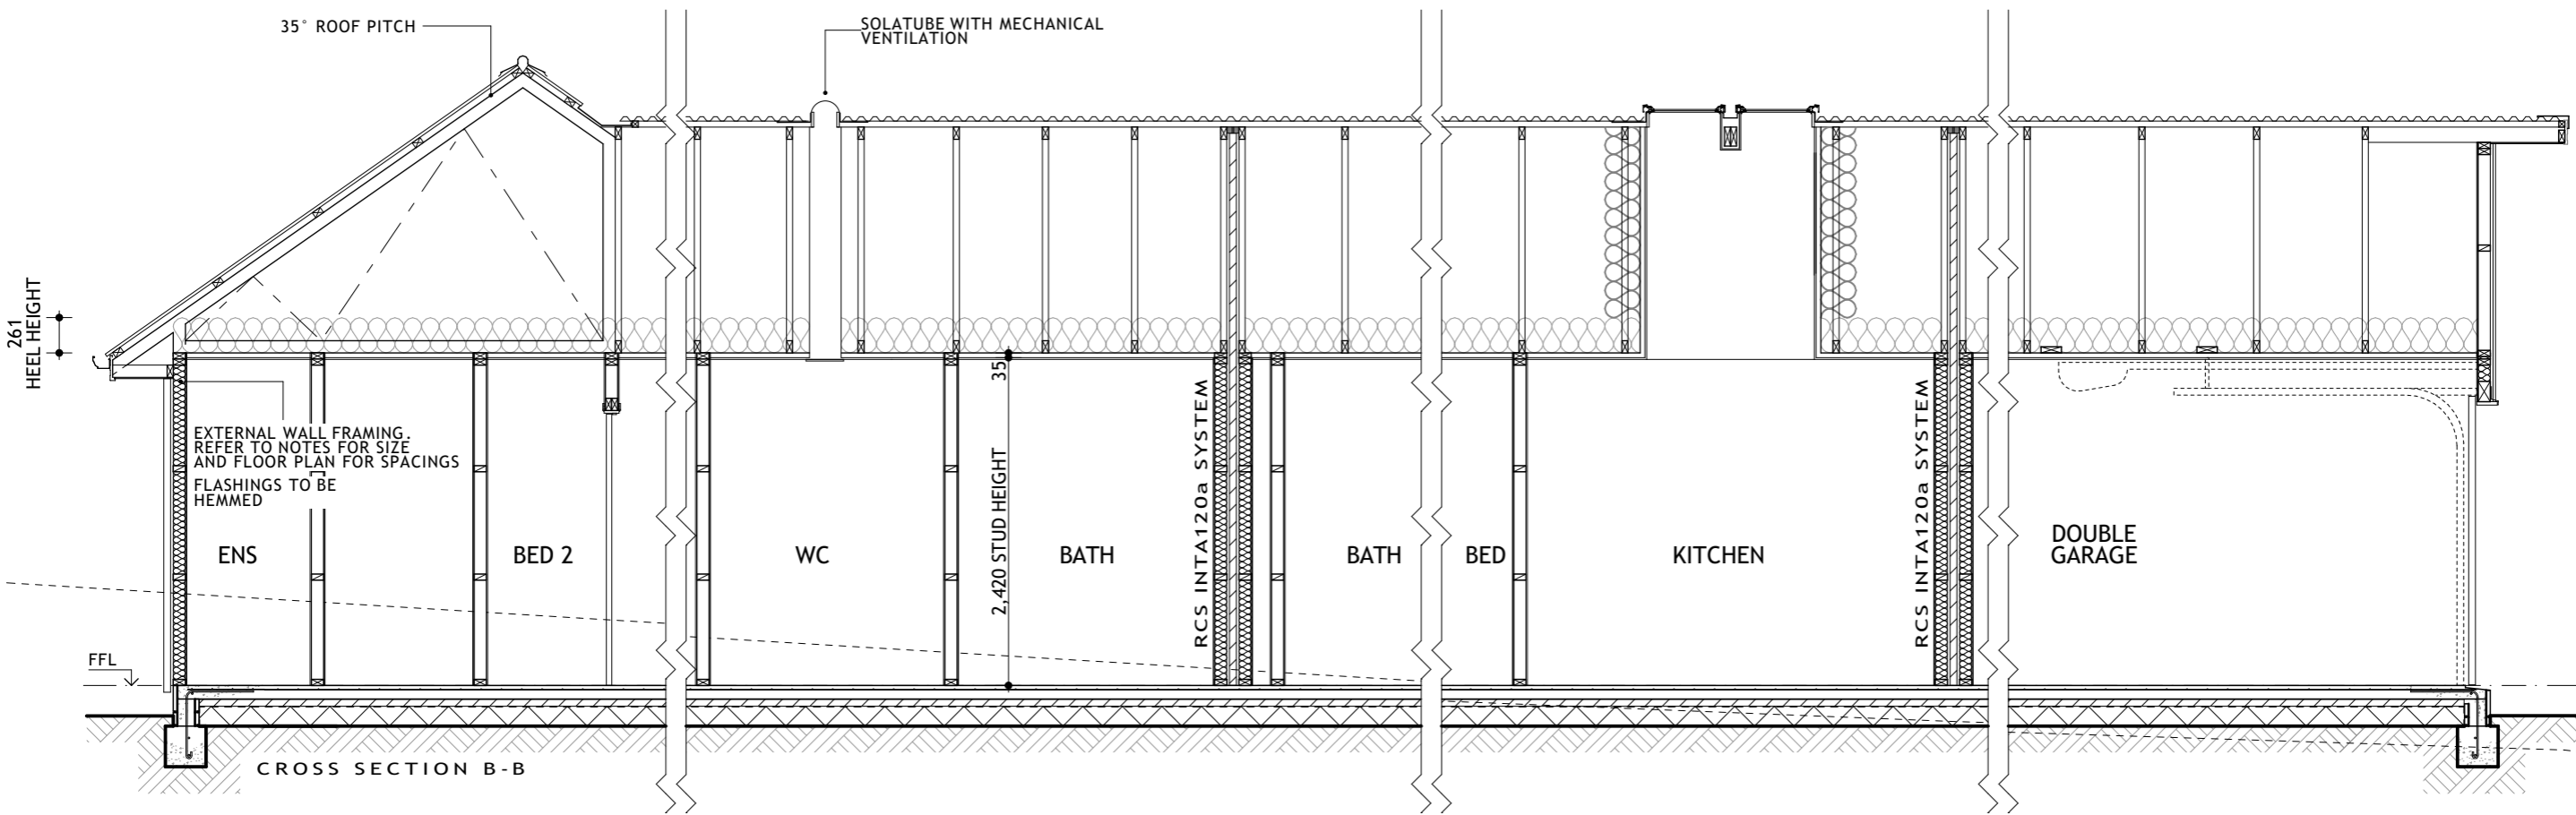 35° ROOF PITCH
SOLATUBE WITH MECHANICAL
VENTILATION
261
HEEL HEIGHT
EXTERNAL WALL FRAMING.
REFER TO NOTES FOR SIZE
AND FLOOR PLAN FOR SPACINGS
FLASHINGS TO BE
HEMMED
35
2,420 STUD HEIGHT
RCS INTA120a SYSTEM
RCS INTA120a SYSTEM
ENS
BED 2
WC
BATH
BATH
BED
KITCHEN
DOUBLE
GARAGE
FFL
CROSS SECTION B-B